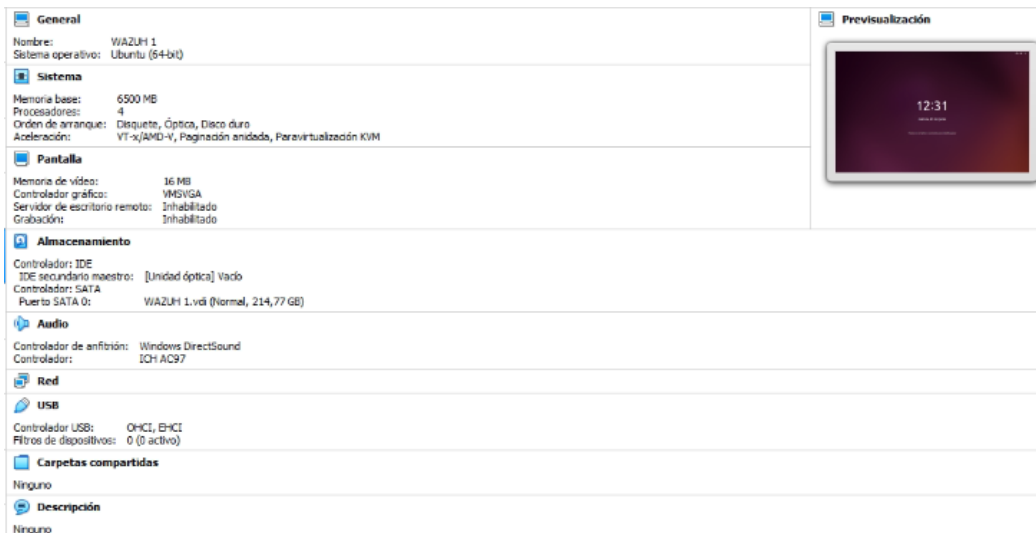 General
Nombre: WAZUH 1
Sistema operativo: Ubuntu (64-bit)
Sistema
Memoria base: 6500 MB
Procesadores: 4
Orden de arranque: Disquete, Óptica, Disco duro
Aceleración: VT-x/AMD-V, Paginación anidada, Paravirtualización KVM
Pantalla
Memoria de vídeo: 16 MB
Controlador gráfico: VMSVGA
Servidor de escritorio remoto: Inhabilitado
Grabación: Inhabilitado
Almacenamiento
Controlador: IDE
IDE secundario maestro: [Unidad óptica] Vacío
Controlador: SATA
Puerto SATA 0: WAZUH 1.vdi (Normal, 214,77 GB)
Audio
Controlador de anfitrión: Windows DirectSound
Controlador: ICH AC97
Red
USB
Controlador USB: OHCI, EHCI
Filtros de dispositivos: 0 (0 activo)
Carpetas compartidas
Ninguno
Descripción
Ninguno
Previsualización
12:31